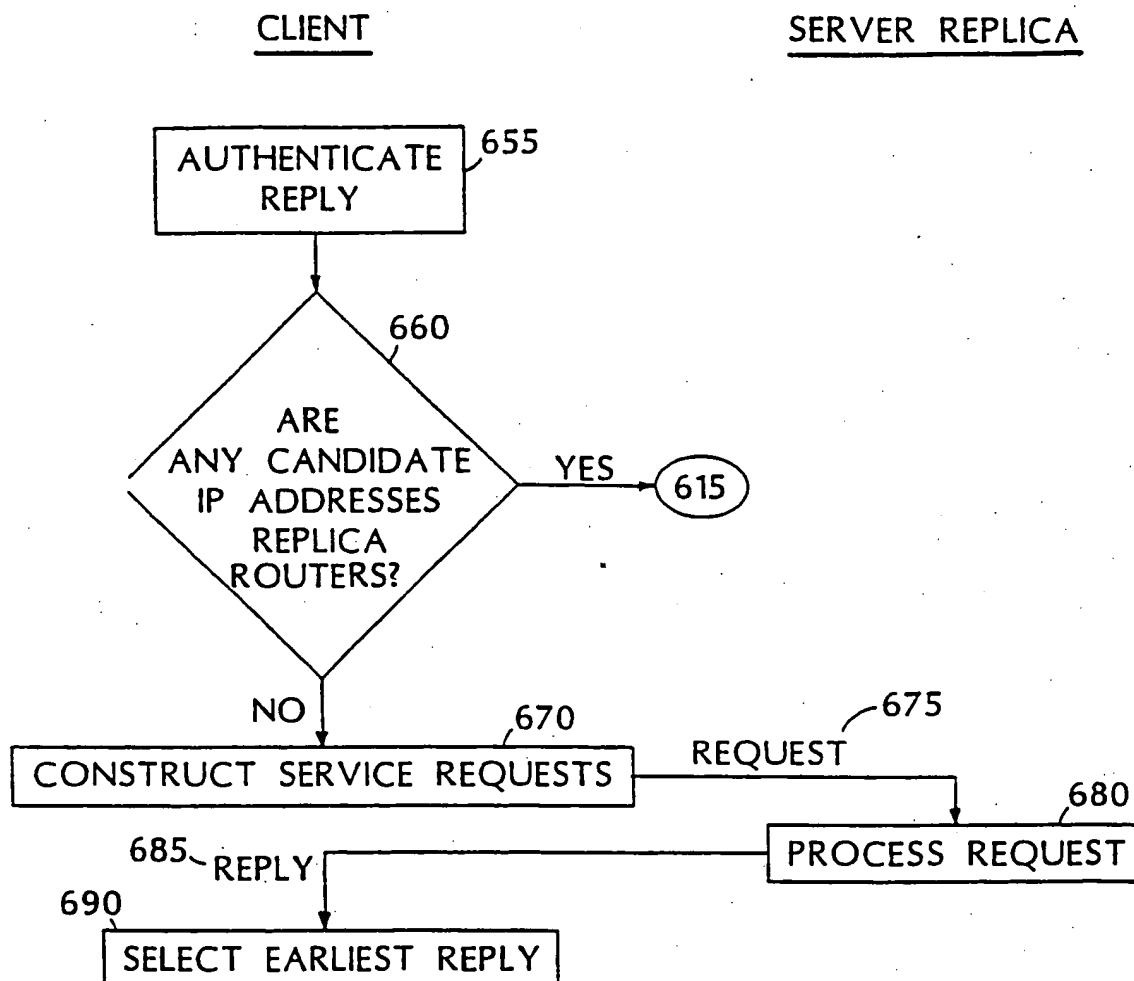 CLIENT
SERVER REPLICA
AUTHENTICATE
REPLY
655
660
ARE
ANY CANDIDATE
IP ADDRESSES
REPLICA
ROUTERS?
YES
615
NO
670
675
CONSTRUCT SERVICE REQUESTS
REQUEST
680
PROCESS REQUEST
685
REPLY
690
SELECT EARLIEST REPLY